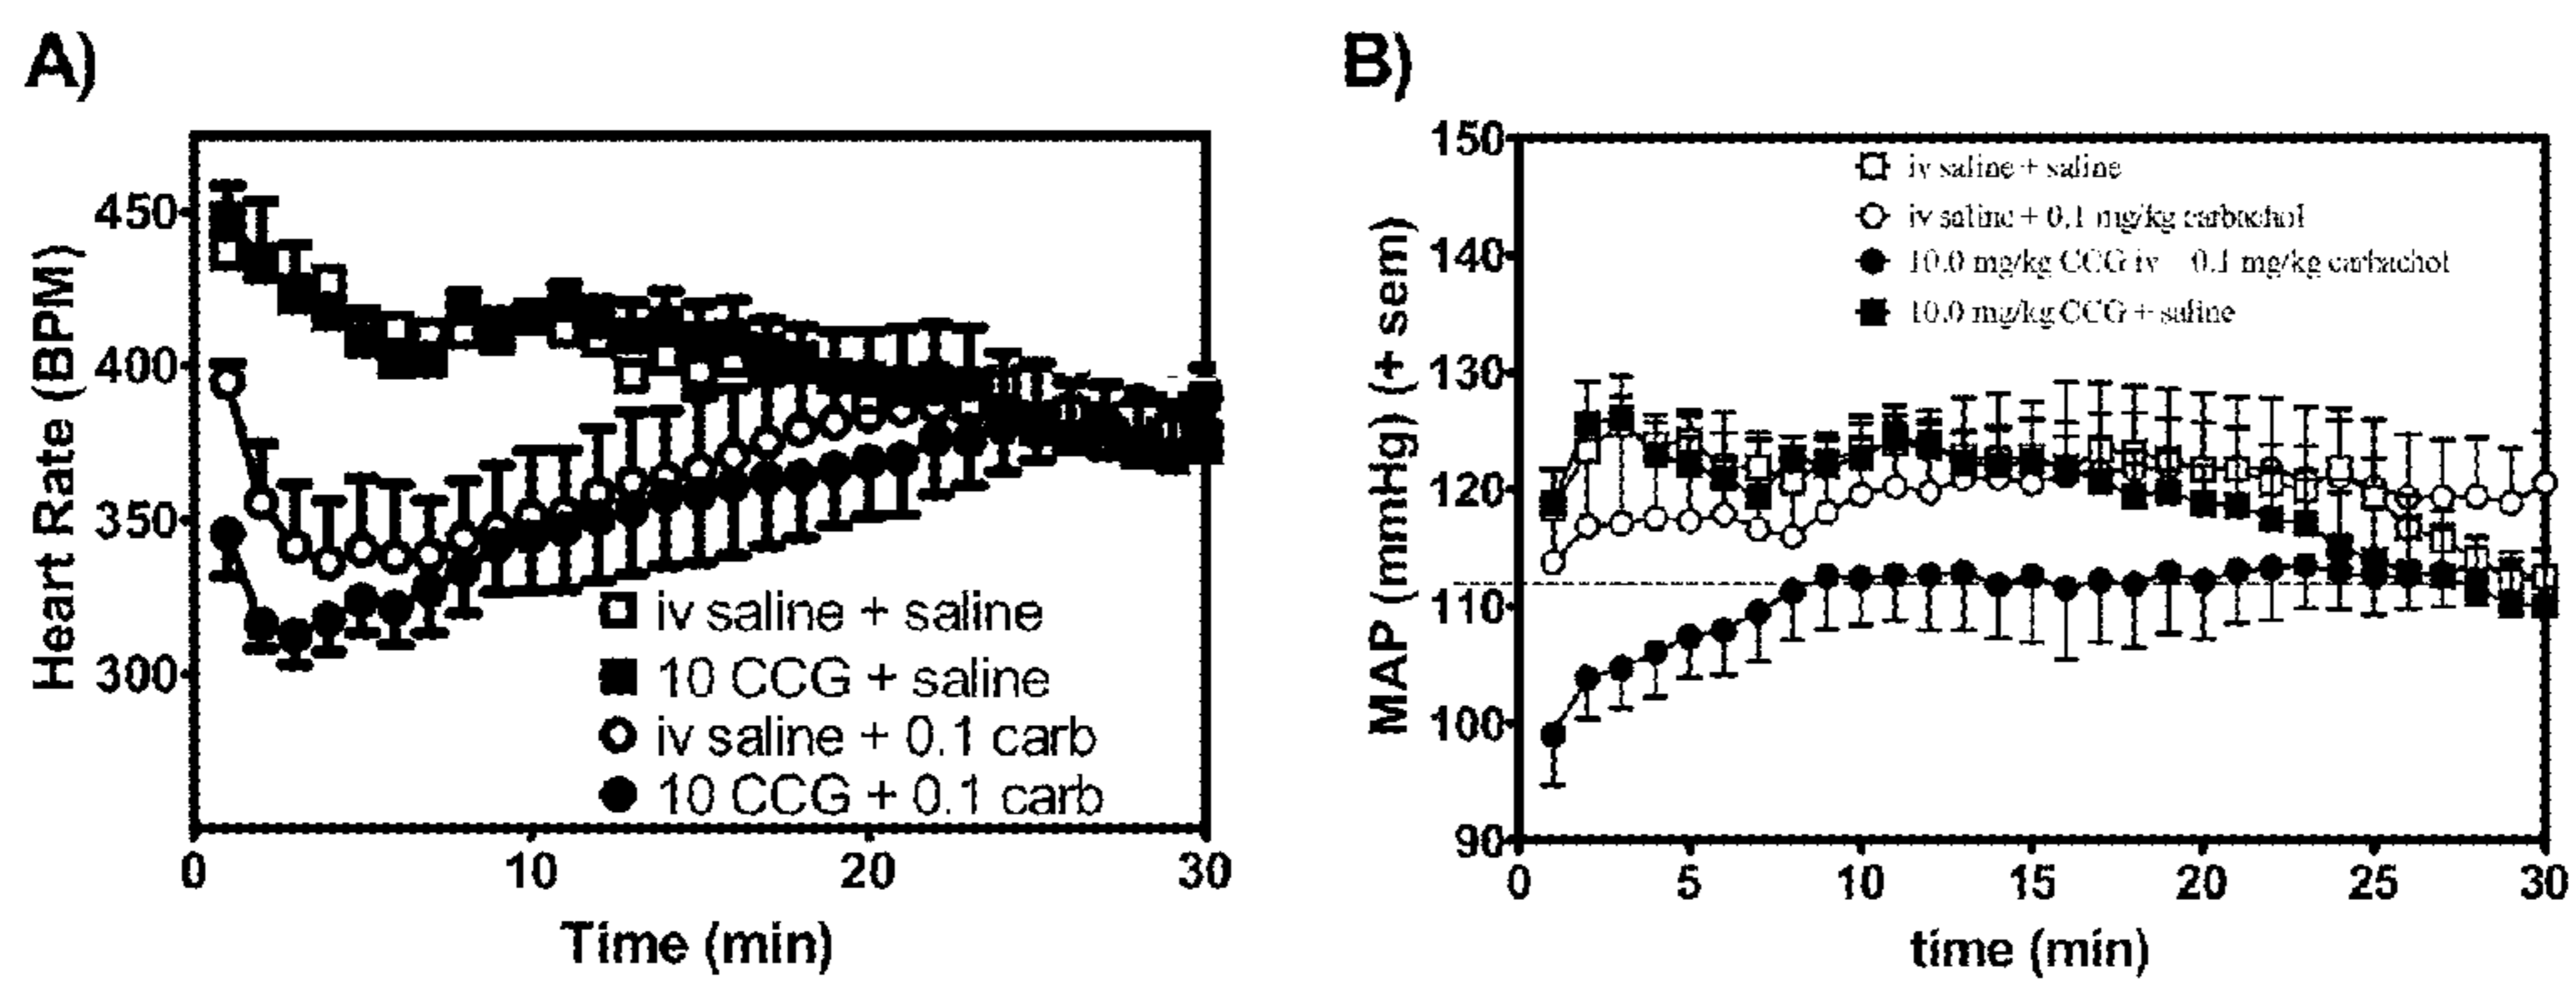 A)
Heart Rate (BPM)
450
400
350
300
iv saline + saline
10 CCG + saline
iv saline + 0.1 carb
10 CCG + 0.1 carb
0 10 20 30
Time (min)
B)
MAP (mmHg) (+ sem)
150
140
130
120
110
100
90
iv saline + saline
iv saline + 0.1 mg/kg carbachol
10.0 mg/kg CCG iv 0.1 mg/kg carbachol
10.0 mg/kg CCG + saline
0 5 10 15 20 25 30
time (min)